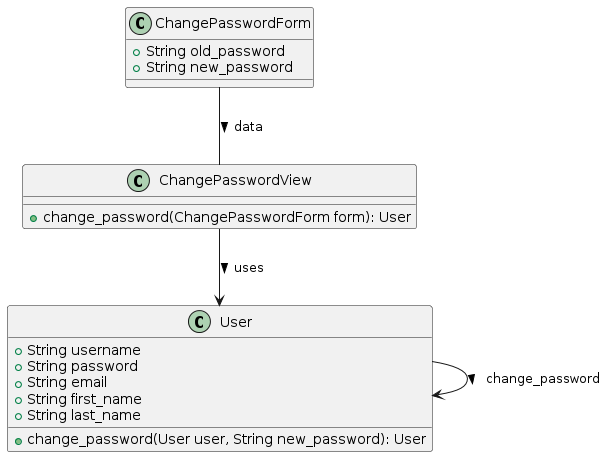 C ChangePasswordForm
+ String old_password
+ String new_password
data
C ChangePasswordView
+ change_password(ChangePasswordForm form): User
uses
C User
+ String username
+ String password
+ String email
+ String first_name
+ String last_name
change_password
+ change_password(User user, String new_password): User